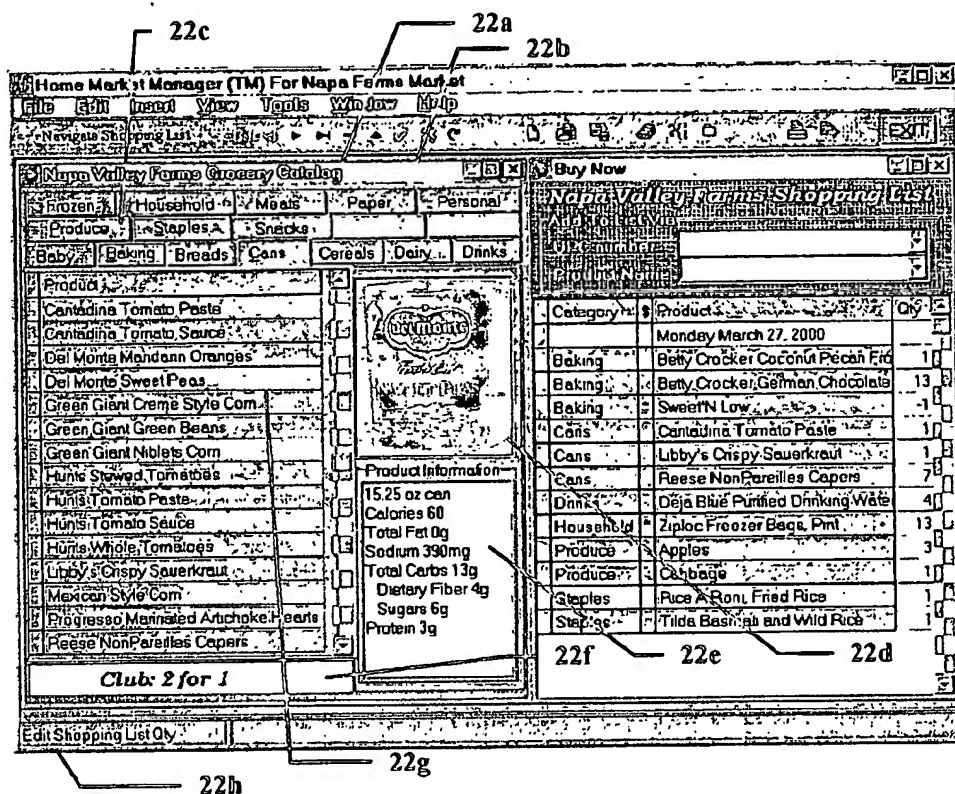 22c
22a
22b
Home Market Manager (TM) For Napa Farms Market
File Edit Insert View Tools Window Help
Navigate Shopping List
EXIT
Napa Valley Farms Grocery Catalog
Frozen Household Meats Paper Personal
Produce Staples Snacks
Baby Baking Breads Cans Cereals Dairy Drinks
Product
Cantadina Tomato Paste
Cantadina Tomato Sauce
Del Monte Mandarin Oranges
Del Monte Sweet Peas
Green Giant Creme Style Corn
Green Giant Green Beans
Green Giant Niblets Corn
Hunts Stewed Tomatoes
Hunts Tomato Paste
Hunts Tomato Sauce
Hunts Whole Tomatoes
Libby's Crispy Sauerkraut
Mexican Style Corn
Progresso Marinated Artichoke Hearts
Reese NonPareilles Capers
Club: 2 for 1
Del Monte
Product Information
15.25 oz can
Calories 60
Total Fat 0g
Sodium 390mg
Total Carbs 13g
Dietary Fiber 4g
Sugars 6g
Protein 3g
Buy Now
Napa Valley Farms Shopping List
Product Name
Category $ Product Qty
Monday March 27, 2000
Baking Betty Crocker Coconut Pecan Fro 1
Baking Betty Crocker German Chocolate 13
Baking Sweet'N Low 1
Cans Cantadina Tomato Paste 1
Cans Libby's Crispy Sauerkraut 1
Cans Reese NonPareilles Capers 7
Drinks Deja Blue Purified Drinking Wate 4
Household Ziploc Freezer Bags, Pint 13
Produce Apples 3
Produce Cabbage 1
Staples Rice A Roni, Fried Rice 1
Staples Tilda Basmati and Wild Rice 1
22f
22e
22d
Edit Shopping List Qty
22g
22h